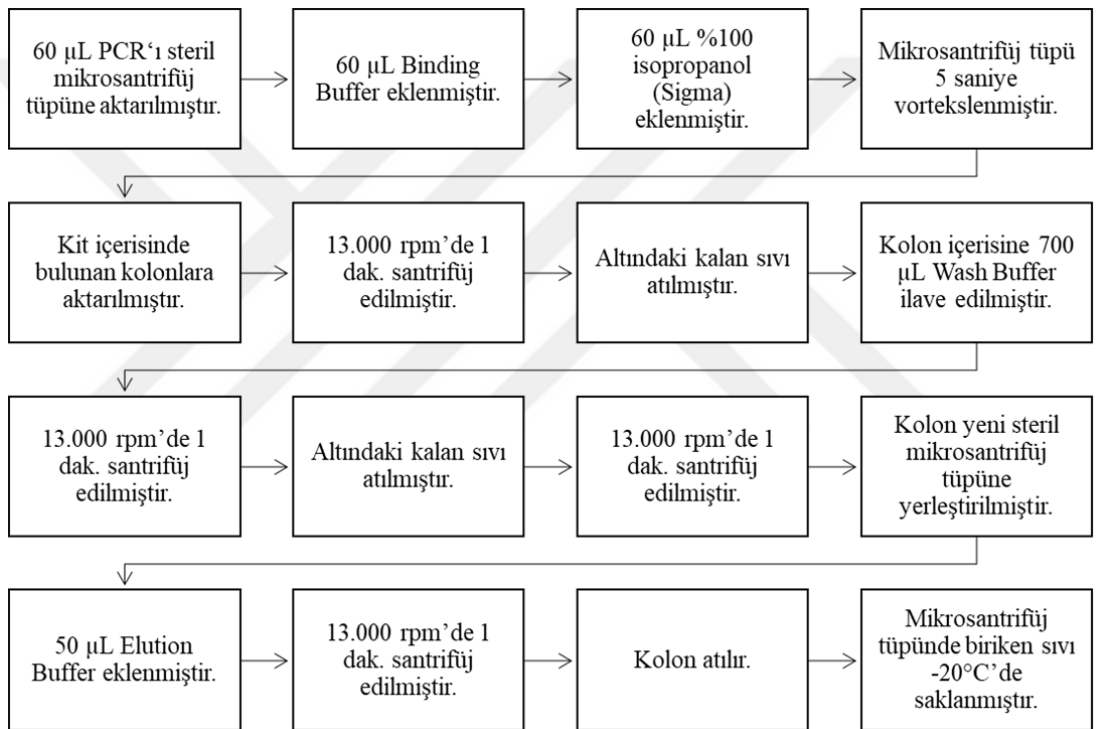 60 µL PCR‘ı steril
mikrosantrifüj
tüpüne aktarılmıştır.
60 µL Binding
Buffer eklenmiştir.
60 µL %100
isopropanol
(Sigma)
eklenmiştir.
Mikrosantrifüj tüpü
5 saniye
vortekslenmiştir.
Kit içerisinde
bulunan kolonlara
aktarılmıştır.
13.000 rpm’de 1
dak. santrifüj
edilmiştir.
Altındaki kalan sıvı
atılmıştır.
Kolon içerisine 700
µL Wash Buffer
ilave edilmiştir.
13.000 rpm’de 1
dak. santrifüj
edilmiştir.
Altındaki kalan sıvı
atılmıştır.
13.000 rpm’de 1
dak. santrifüj
edilmiştir.
Kolon yeni steril
mikrosantrifüj
tüpüne
yerleştirilmiştir.
50 µL Elution
Buffer eklenmiştir.
13.000 rpm’de 1
dak. santrifüj
edilmiştir.
Kolon atılır.
Mikrosantrifüj
tüpünde biriken sıvı
-20°C’de
saklanmıştır.